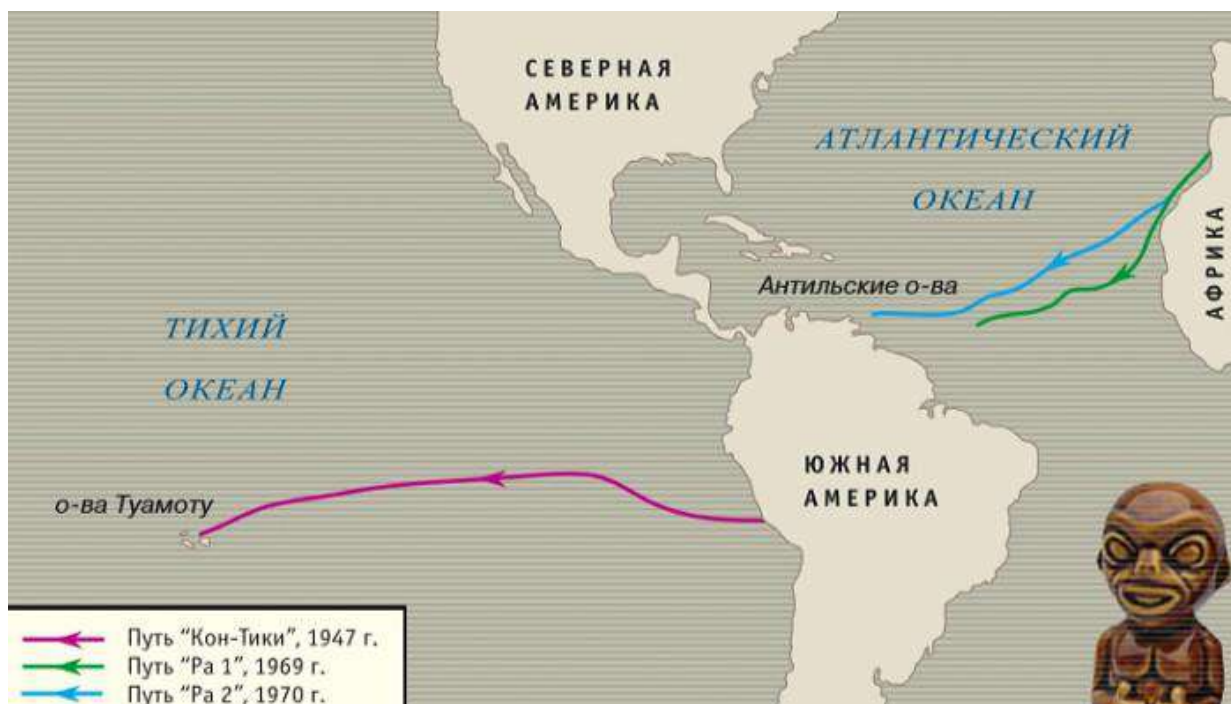 СЕВЕРНАЯ
АМЕРИКА
АТЛАНТИЧЕСКИЙ
ОКЕАН
АФРИКА
Антильские о-ва
ТИХИЙ
ОКЕАН
ЮЖНАЯ
АМЕРИКА
о-ва Туамоту
Путь "Кон-Тики", 1947 г.
Путь "Ра 1", 1969 г.
Путь "Ра 2", 1970 г.